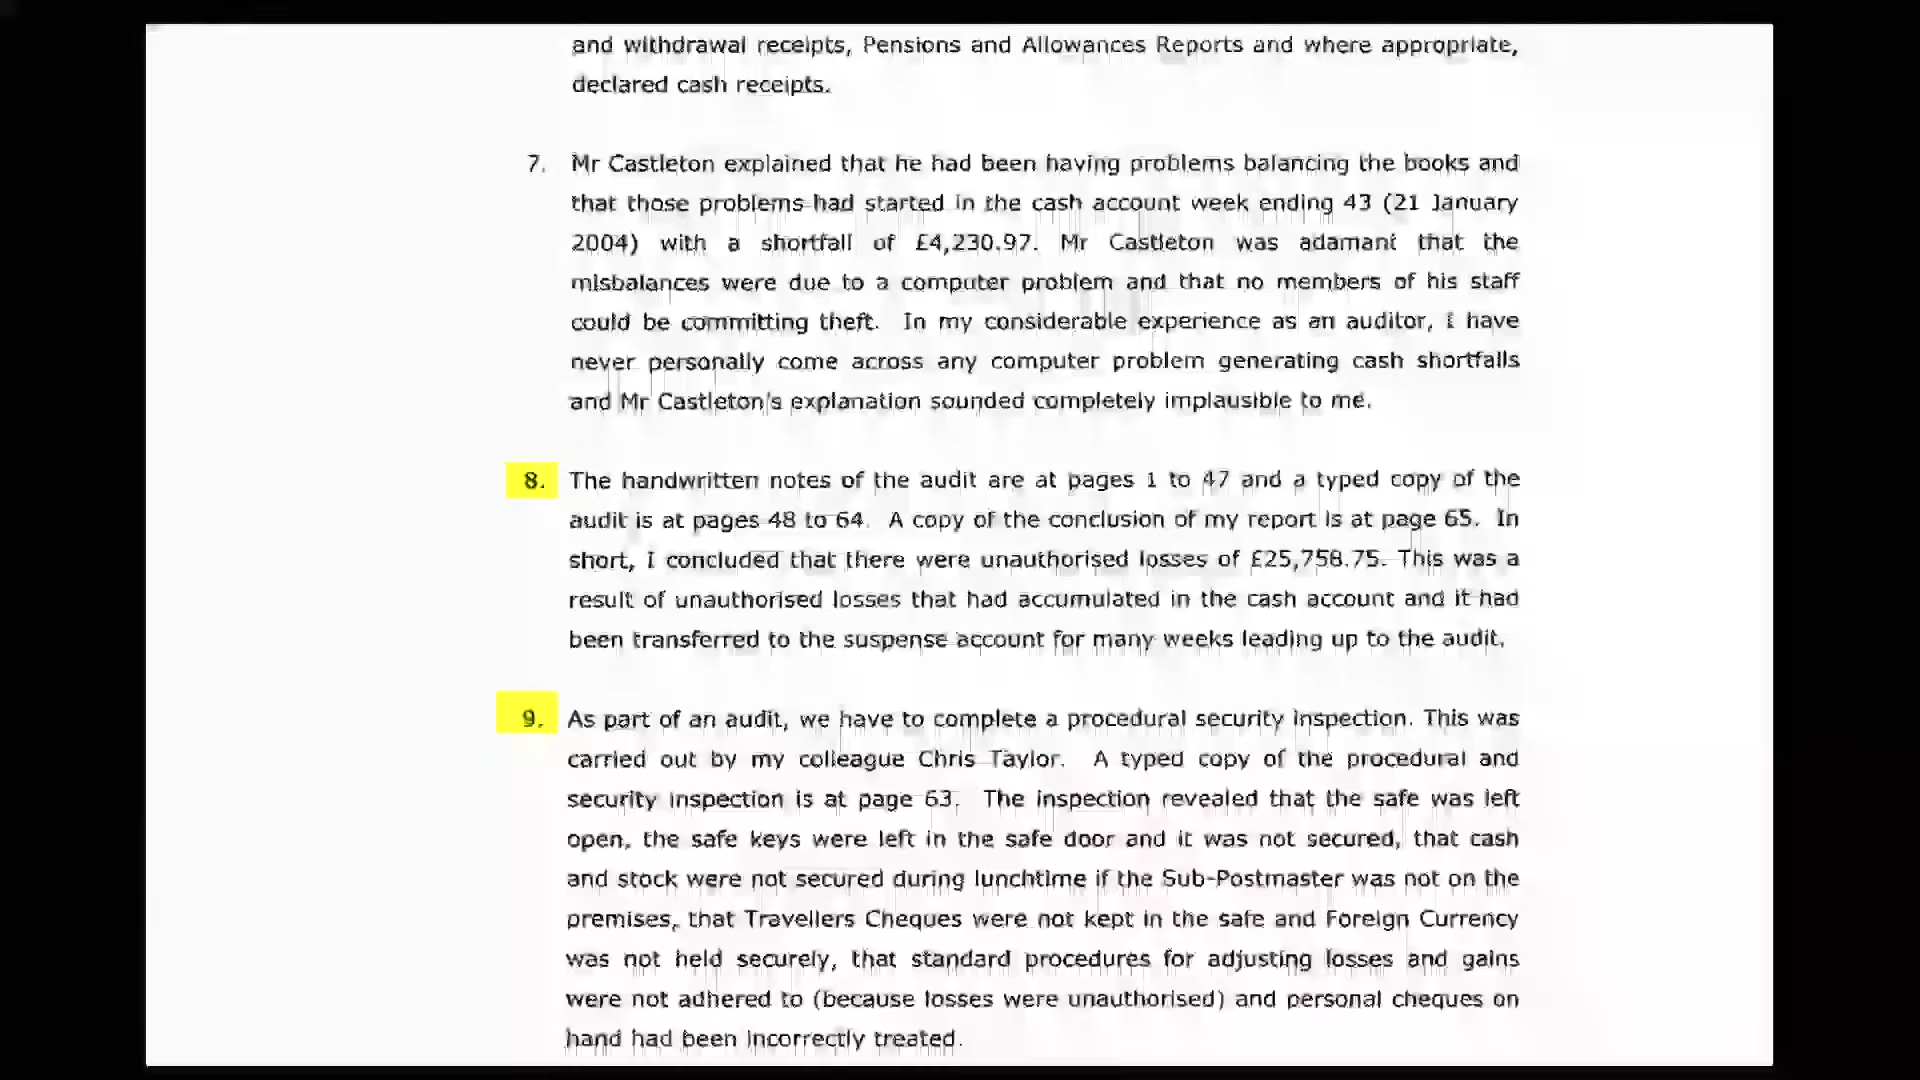 and withdrawal receipts, Pensions and Allowances Reports and where appropriate,
declared cash receipts.
7. Mr Castleton explained that he had been having problems balancing the books and
that those problems had started in the cash account week ending 43 (21 January
2004) with a shortfall of £4,230.97. Mr Castleton was adamant that the
misbalances were due to a computer problem and that no members of his staff
could be committing theft. In my considerable experience as an auditor, I have
never personally come across any computer problem generating cash shortfalls
and Mr Castleton's explanation sounded completely implausible to me.
8. The handwritten notes of the audit are at pages 1 to 47 and a typed copy of the
audit is at pages 48 to 64. A copy of the conclusion of my report is at page 65. In
short, I concluded that there were unauthorised losses of £25,758.75. This was a
result of unauthorised losses that had accumulated in the cash account and it had
been transferred to the suspense account for many weeks leading up to the audit.
9. As part of an audit, we have to complete a procedural security inspection. This was
carried out by my colleague Chris Taylor. A typed copy of the procedural and
security inspection is at page 63. The inspection revealed that the safe was left
open, the safe keys were left in the safe door and it was not secured, that cash
and stock were not secured during lunchtime if the Sub-Postmaster was not on the
premises, that Travellers Cheques were not kept in the safe and Foreign Currency
was not held securely, that standard procedures for adjusting losses and gains
were not adhered to (because losses were unauthorised) and personal cheques on
hand had been incorrectly treated.